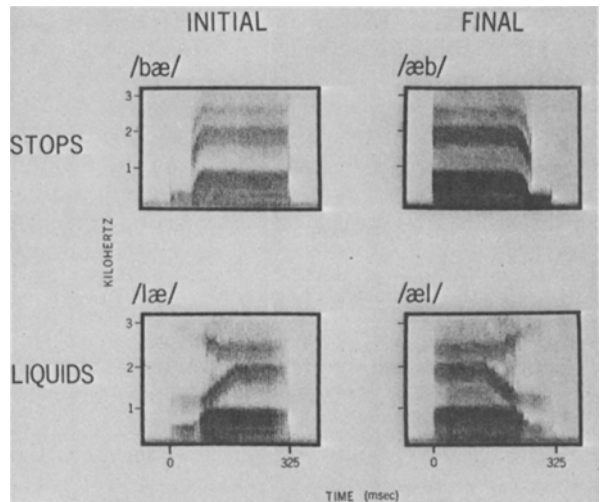 INITIAL FINAL
/bæ/ /æb/
STOPS
3 3
2 2
1 1
KILOHERTZ
/læ/ /æl/
LIQUIDS
3 3
2 2
1 1
0 325 0 325
TIME (msec)